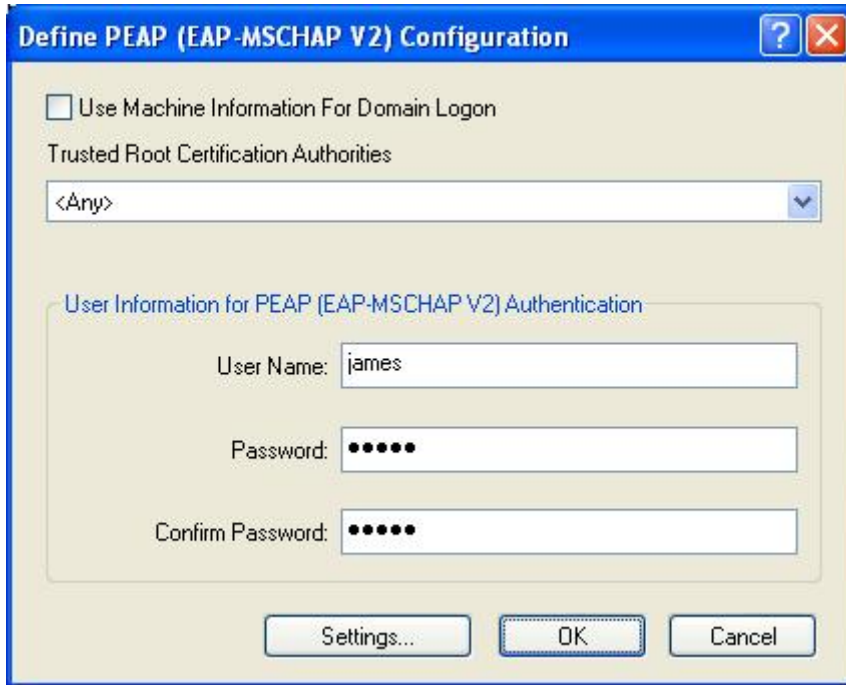 Define PEAP (EAP-MSCHAP V2) Configuration
Use Machine Information For Domain Logon
Trusted Root Certification Authorities
<Any>
User Information for PEAP (EAP-MSCHAP V2) Authentication
User Name: james
Password: •••••
Confirm Password: •••••
Settings... OK Cancel